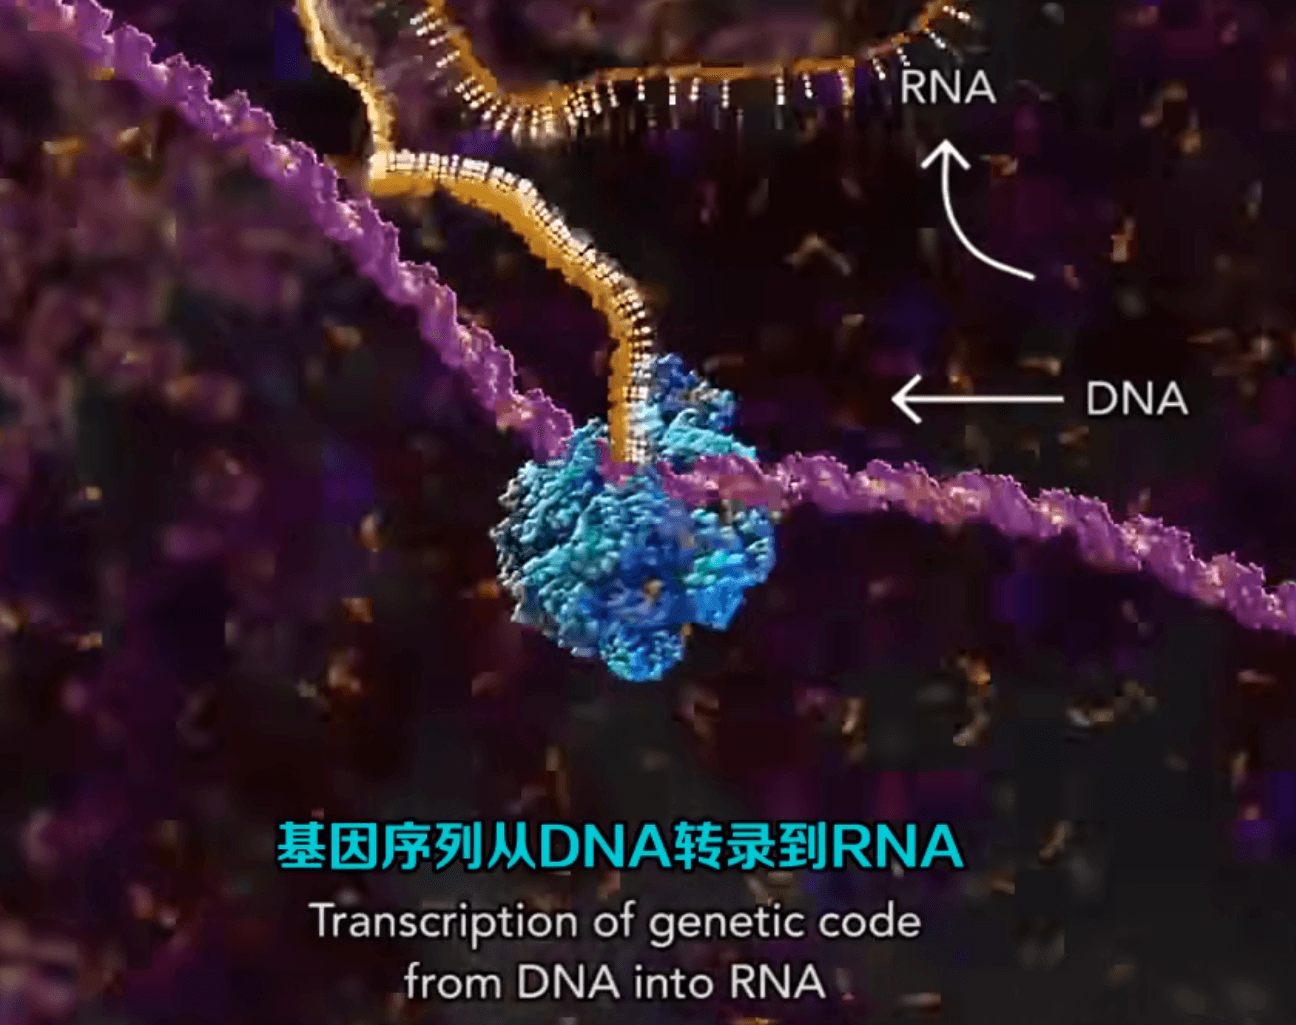 RNA
DNA
基因序列从DNA转录到RNA
Transcription of genetic code
from DNA into RNA